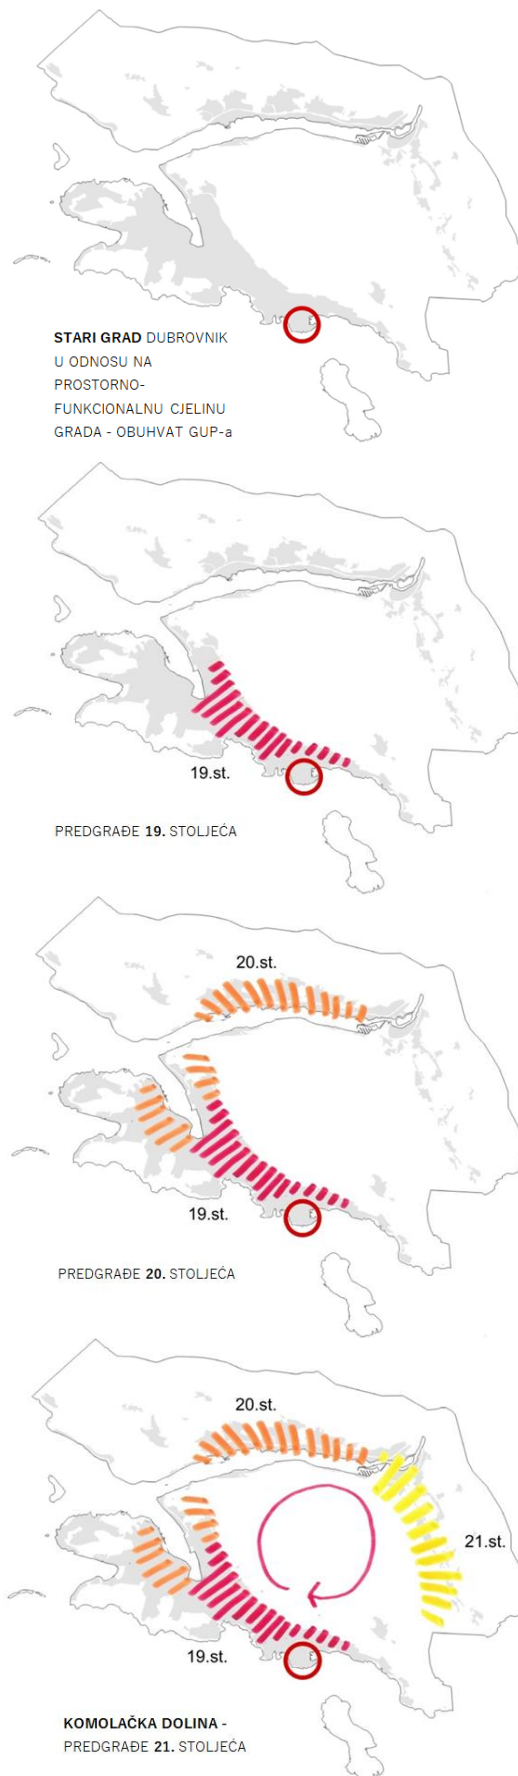 STARI GRAD DUBROVNIK
U ODNOSU NA
PROSTORNO-
FUNKCIONALNU CJELINU
GRADA - OBUHVAT GUP-a
19.st.
PREDGRAĐE 19. STOLJEĆA
20.st.
19.st.
PREDGRAĐE 20. STOLJEĆA
20.st.
21.st.
19.st.
KOMOLAČKA DOLINA -
PREDGRAĐE 21. STOLJEĆA